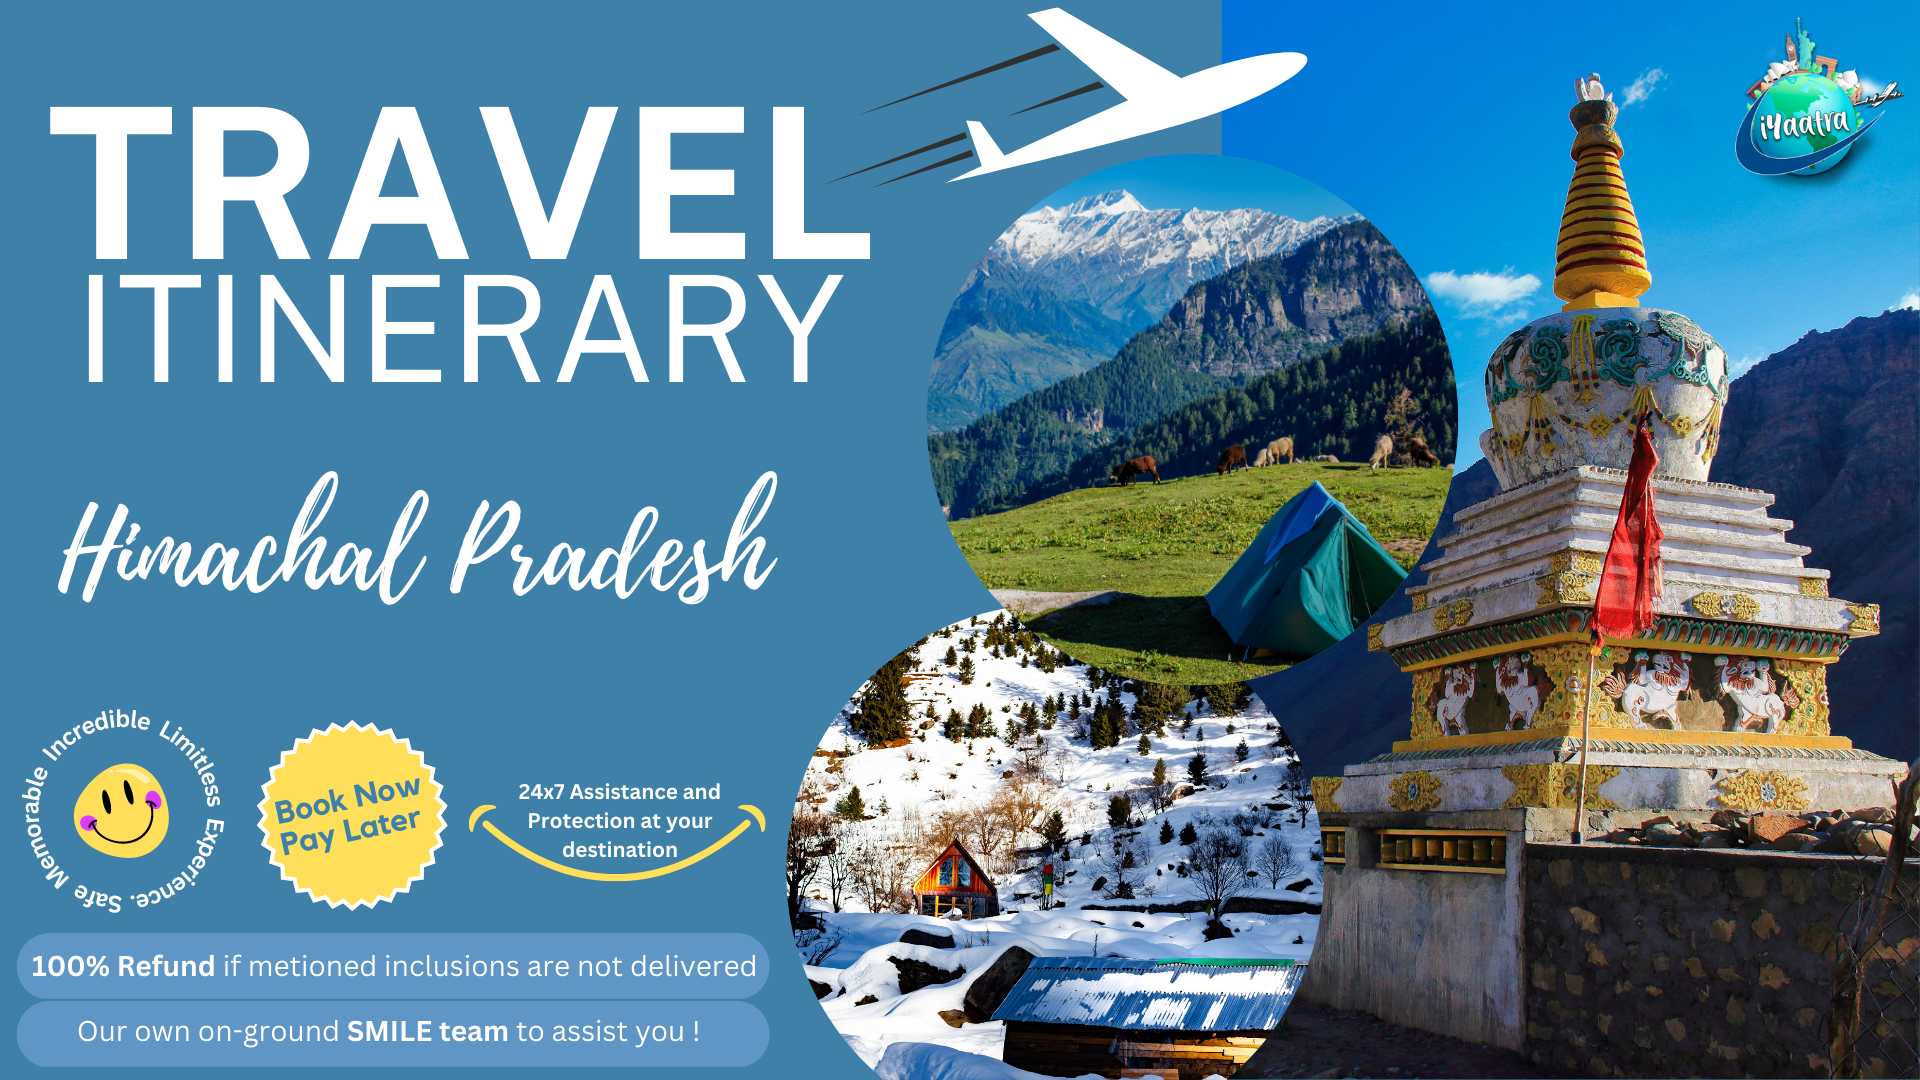 TRAVEL
ITINERARY
iYaatra
Himachal Pradesh
Safe Memorable Incredible Limitless Experience.
Book Now
Pay Later
24x7 Assistance and
Protection at your
destination
100% Refund if metioned inclusions are not delivered
Our own on-ground SMILE team to assist you !